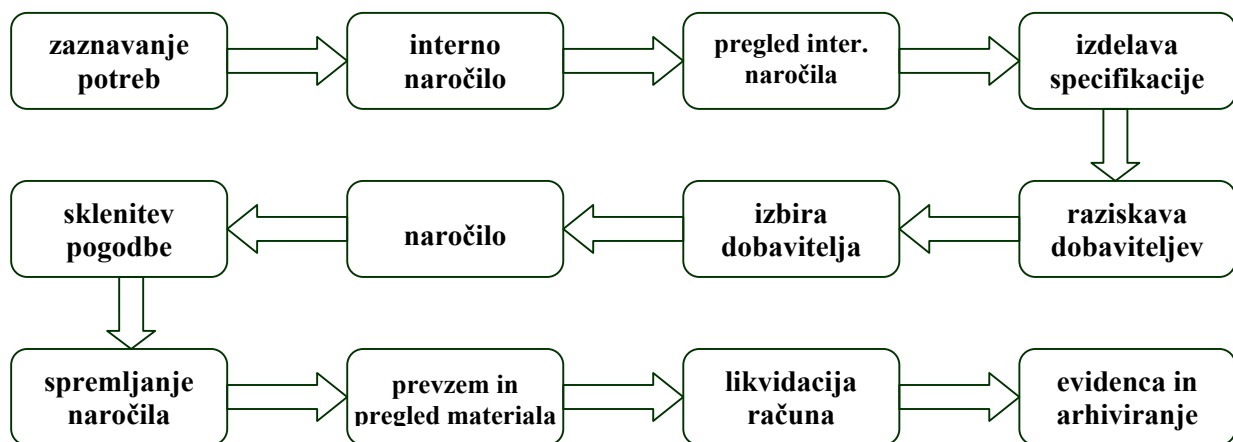 zaznavanje
potreb
interno
naročilo
pregled inter.
naročila
izdelava
specifikacije
raziskava
dobaviteljev
izbira
dobavitelja
naročilo
sklenitev
pogodbe
spremljanje
naročila
prevzem in
pregled materiala
likvidacija
računa
evidenca in
arhiviranje